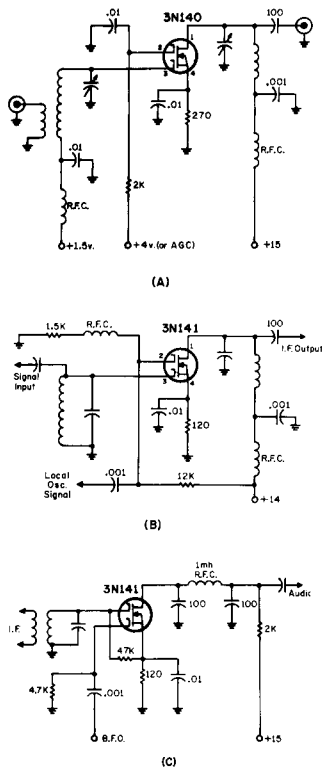 .01
3N140
100
1
2
3
4
.01
.01
270
.001
R.F.C.
2K
R.F.C.
+1.5v.
+4v.(or AGC)
+15
(A)
1.5K
R.F.C.
3N141
100
I.F. Output
1
2
3
4
Signal
Input
.01
120
.001
Local
Osc.
Signal
.001
12K
R.F.C.
+14
(B)
1mh
R.F.C.
3N141
Audio
100
100
I.F.
2K
47K
4.7K
.001
120
.01
B.F.O.
+15
(C)